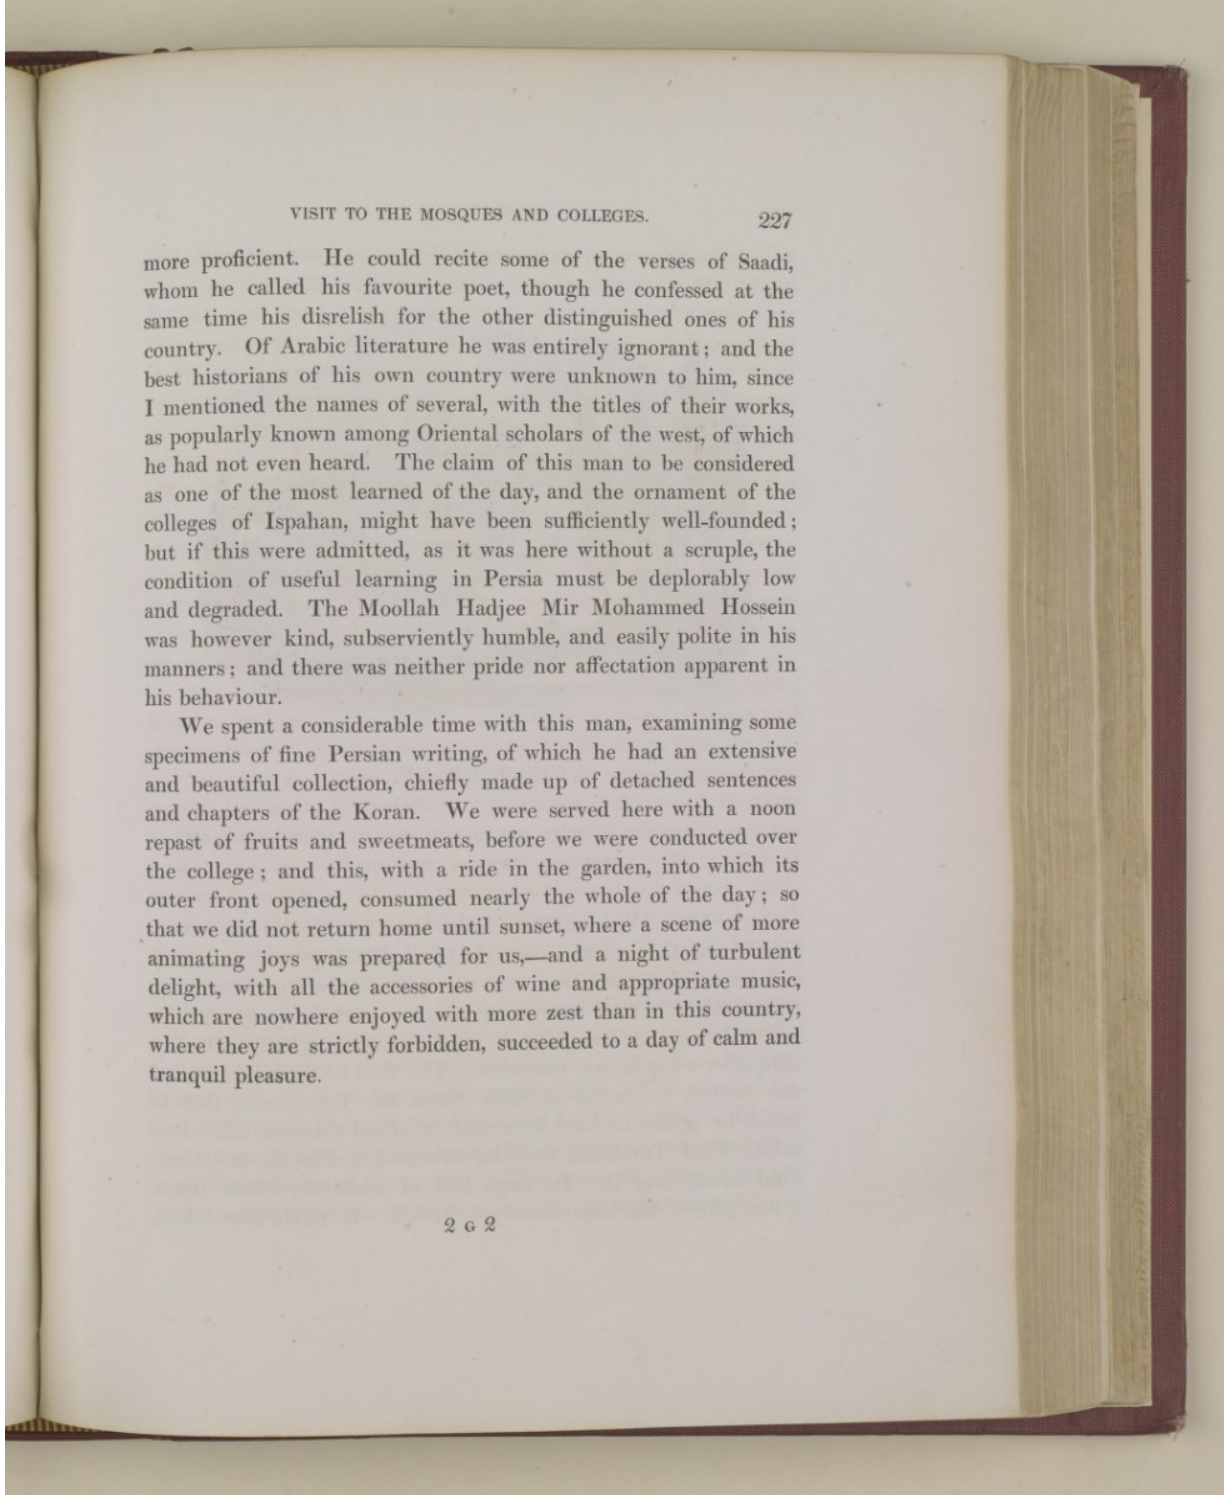 VISIT TO THE MOSQUES AND COLLEGES. 227
more proficient. He could recite some of the verses of Saadi,
whom he called his favourite poet, though he confessed at the
same time his disrelish for the other distinguished ones of his
country. Of Arabic literature he was entirely ignorant; and the
best historians of his own country were unknown to him, since
I mentioned the names of several, with the titles of their works,
as popularly known among Oriental scholars of the west, of which
he had not even heard. The claim of this man to be considered
as one of the most learned of the day, and the ornament of the
colleges of Ispahan, might have been sufficiently well-founded;
but if this were admitted, as it was here without a scruple, the
condition of useful learning in Persia must be deplorably low
and degraded. The Moollah Hadjee Mir Mohammed Hossein
was however kind, subserviently humble, and easily polite in his
manners; and there was neither pride nor affectation apparent in
his behaviour.
We spent a considerable time with this man, examining some
specimens of fine Persian writing, of which he had an extensive
and beautiful collection, chiefly made up of detached sentences
and chapters of the Koran. We were served here with a noon
repast of fruits and sweetmeats, before we were conducted over
the college; and this, with a ride in the garden, into which its
outer front opened, consumed nearly the whole of the day; so
that we did not return home until sunset, where a scene of more
animating joys was prepared for us,—and a night of turbulent
delight, with all the accessories of wine and appropriate music,
which are nowhere enjoyed with more zest than in this country,
where they are strictly forbidden, succeeded to a day of calm and
tranquil pleasure.
2 G 2